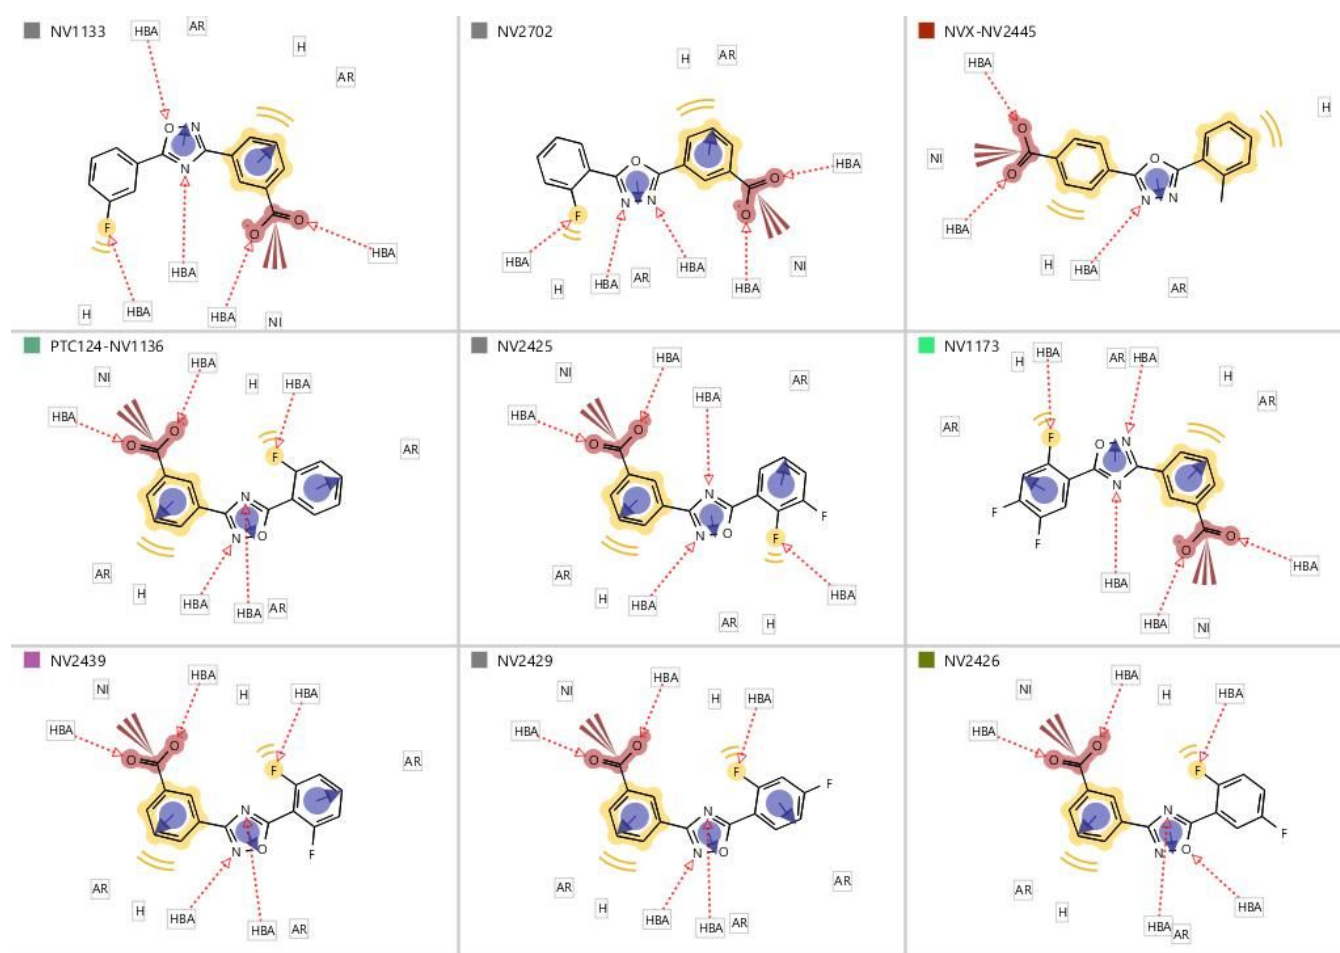 NV1133
HBA
AR
H
AR
O
N
N
F
O
O
HBA
HBA
H
HBA
HBA
NI
NV2702
H
AR
O
N
N
F
O
O
HBA
HBA
H
HBA
AR
HBA
HBA
NI
NVX-NV2445
HBA
H
O
O
O
N
N
NI
HBA
H
HBA
AR
PTC124-NV1136
NI
HBA
H
HBA
HBA
O
O
F
AR
N
N
O
AR
H
HBA
HBA
AR
NV2425
NI
HBA
HBA
AR
HBA
O
O
N
N
O
F
F
AR
H
HBA
AR
H
HBA
NV1173
H
HBA
AR
HBA
H
AR
AR
F
O
N
N
F
F
O
O
HBA
HBA
HBA
NI
NV2439
NI
HBA
H
HBA
HBA
O
O
F
AR
N
N
O
F
AR
H
HBA
HBA
AR
NV2429
NI
HBA
H
HBA
HBA
O
O
F
F
N
N
O
AR
H
HBA
HBA
AR
AR
NV2426
NI
HBA
H
HBA
HBA
O
O
F
N
N
O
F
AR
H
HBA
AR
HBA